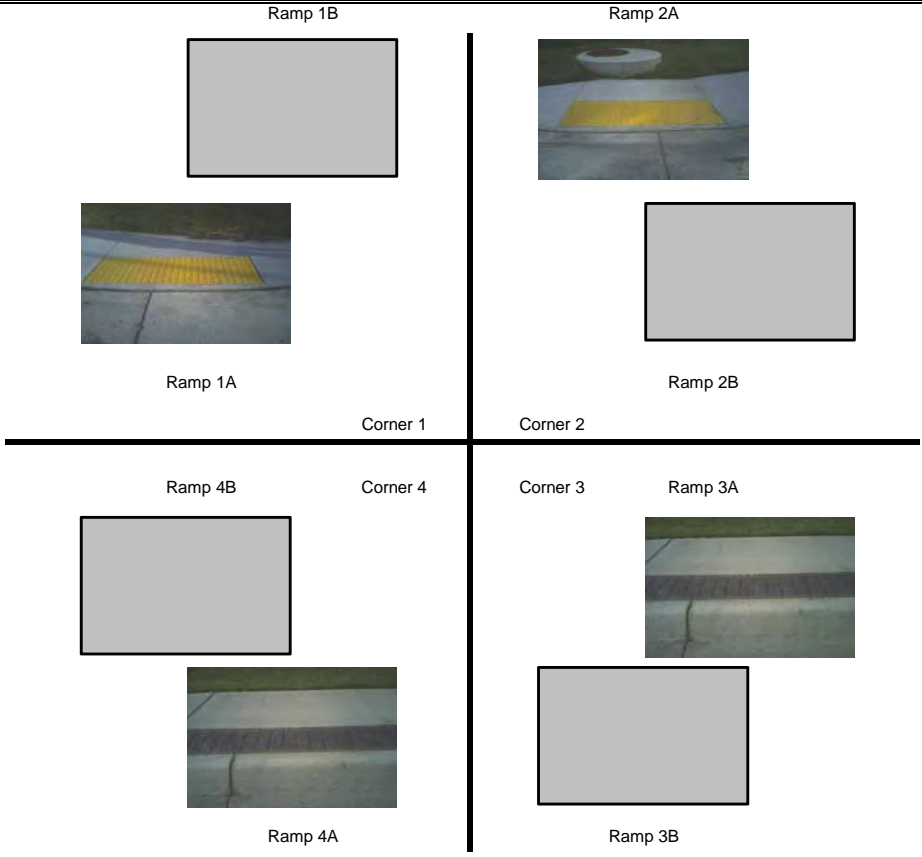 Ramp 1B
Ramp 2A
Ramp 1A
Ramp 2B
Corner 1
Corner 2
Ramp 4B
Corner 4
Corner 3
Ramp 3A
Ramp 4A
Ramp 3B